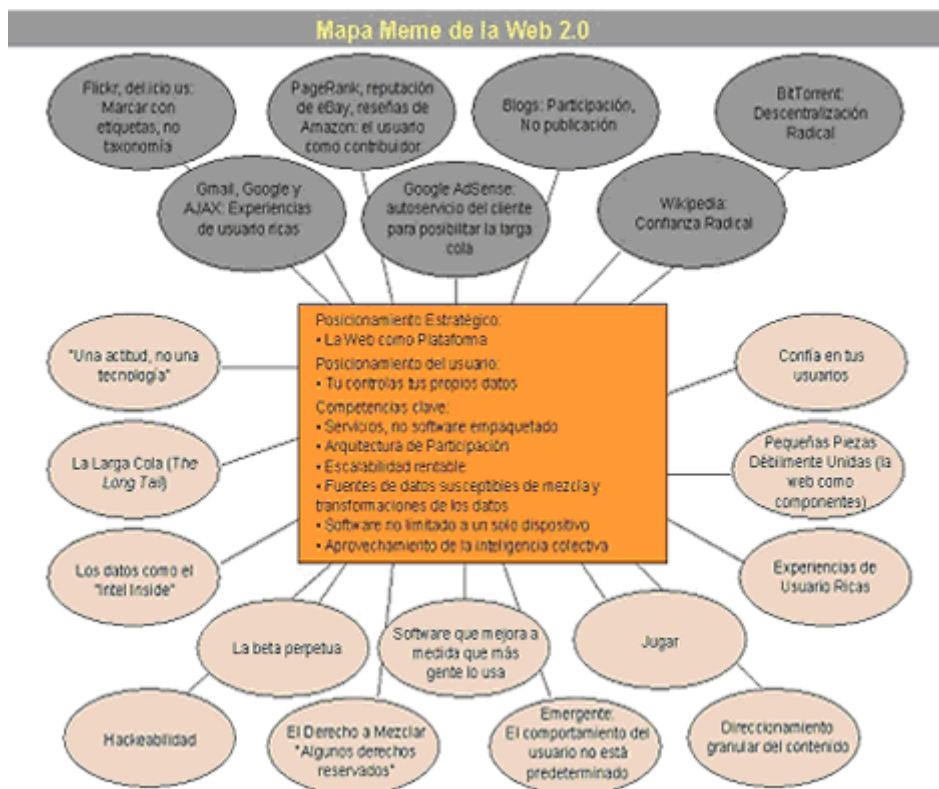 Mapa Meme de la Web 2.0
Flickr, del.icio.us:
Marcar con
etiquetas, no
taxonomía
PageRank, reputación
de eBay, reseñas de
Amazon: el usuario
como contribuidor
Blogs: Participación,
No publicación
BitTorrent:
Descentralización
Radical
Gmail, Google y
AJAX: Experiencias
de usuario ricas
Google AdSense:
autoservicio del cliente
para posibilitar la larga
cola
Wikipedia:
Confianza Radical
Posicionamiento Estratégico:
• La Web como Plataforma
Posicionamiento del usuario:
• Tu controlas tus propios datos
Competencias clave:
• Servicios, no software empaquetado
• Arquitectura de Participación
• Escalabilidad rentable
• Fuentes de datos susceptibles de mezcla y
transformaciones de los datos
• Software no limitado a un solo dispositivo
• Aprovechamiento de la inteligencia colectiva
"Una actitud, no una
tecnología"
La Larga Cola (The
Long Tail)
Los datos como el
"Intel Inside"
Confía en tus
usuarios
Pequeñas Piezas
Débilmente Unidas (la
web como
componentes)
Experiencias de
Usuario Ricas
La beta perpetua
Software que mejora a
medida que más
gente lo usa
Jugar
Hackeabilidad
El Derecho a Mezclar
"Algunos derechos
reservados"
Emergente:
El comportamiento del
usuario no está
predeterminado
Direccionamiento
granular del contenido